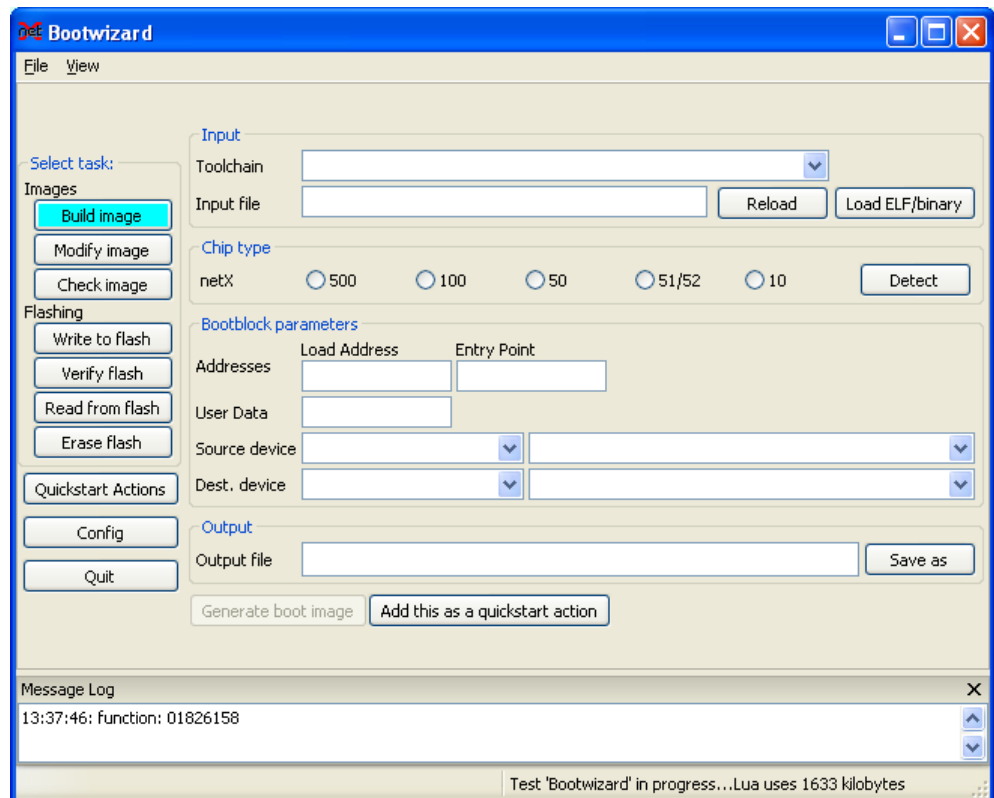 net Bootwizard
File View
Input
Select task:
Toolchain
Images
Input file Reload Load ELF/binary
Build image
Modify image
Chip type
Check image
netX 500 100 50 51/52 10 Detect
Flashing
Bootblock parameters
Write to flash
Load Address Entry Point
Addresses
Verify flash
Read from flash
User Data
Erase flash
Source device
Quickstart Actions
Dest. device
Config
Output
Output file Save as
Quit
Generate boot image Add this as a quickstart action
Message Log
13:37:46: function: 01826158
Test 'Bootwizard' in progress...Lua uses 1633 kilobytes